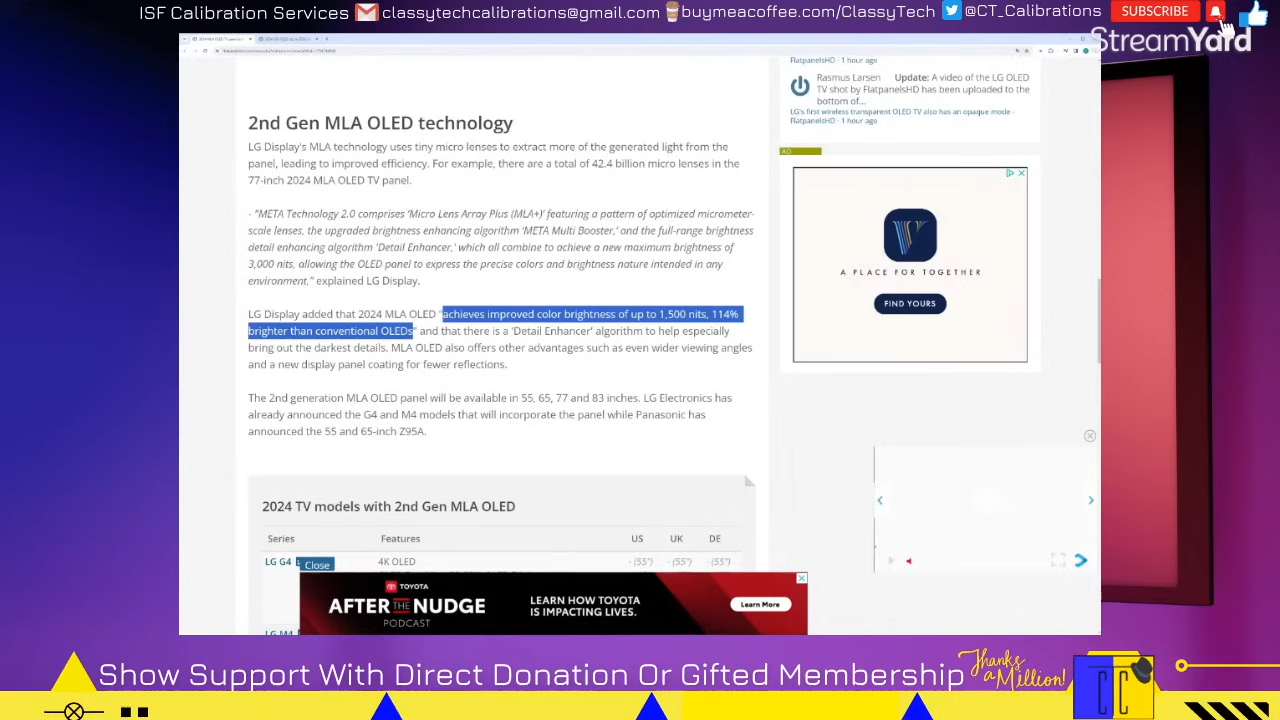 ISF Calibration Services classytechcalibrations@gmail.com buymeacoffee.com/ClassyTech @CT_Calibrations SUBSCRIBE
StreamYard
FlatpanelsHD · 1 hour ago
Rasmus Larsen Update: A video of the LG OLED
TV shot by FlatpanelsHD has been uploaded to the
bottom of...
LG's first wireless transparent OLED TV also has an opaque mode ·
FlatpanelsHD · 1 hour ago
AD
2nd Gen MLA OLED technology
LG Display's MLA technology uses tiny micro lenses to extract more of the generated light from the
panel, leading to improved efficiency. For example, there are a total of 42.4 billion micro lenses in the
77-inch 2024 MLA OLED TV panel.
- "META Technology 2.0 comprises 'Micro Lens Array Plus (MLA+)' featuring a pattern of optimized micrometer-
scale lenses, the upgraded brightness enhancing algorithm 'META Multi Booster,' and the full-range brightness
detail enhancing algorithm 'Detail Enhancer,' which all combine to achieve a new maximum brightness of
3,000 nits, allowing the OLED panel to express the precise colors and brightness nature intended in any
environment," explained LG Display.
LG Display added that 2024 MLA OLED "achieves improved color brightness of up to 1,500 nits, 114%
brighter than conventional OLEDs" and that there is a 'Detail Enhancer' algorithm to help especially
bring out the darkest details. MLA OLED also offers other advantages such as even wider viewing angles
and a new display panel coating for fewer reflections.
The 2nd generation MLA OLED panel will be available in 55, 65, 77 and 83 inches. LG Electronics has
already announced the G4 and M4 models that will incorporate the panel while Panasonic has
announced the 55 and 65-inch Z95A.
A PLACE FOR TOGETHER
FIND YOURS
2024 TV models with 2nd Gen MLA OLED
Series Features US UK DE
LG G4 4K OLED - (55") - (55") - (55")
Close
LG M4
TOYOTA
AFTER THE NUDGE
PODCAST
LEARN HOW TOYOTA
IS IMPACTING LIVES.
Learn More
Show Support With Direct Donation Or Gifted Membership
Thanks
a Million!
CC